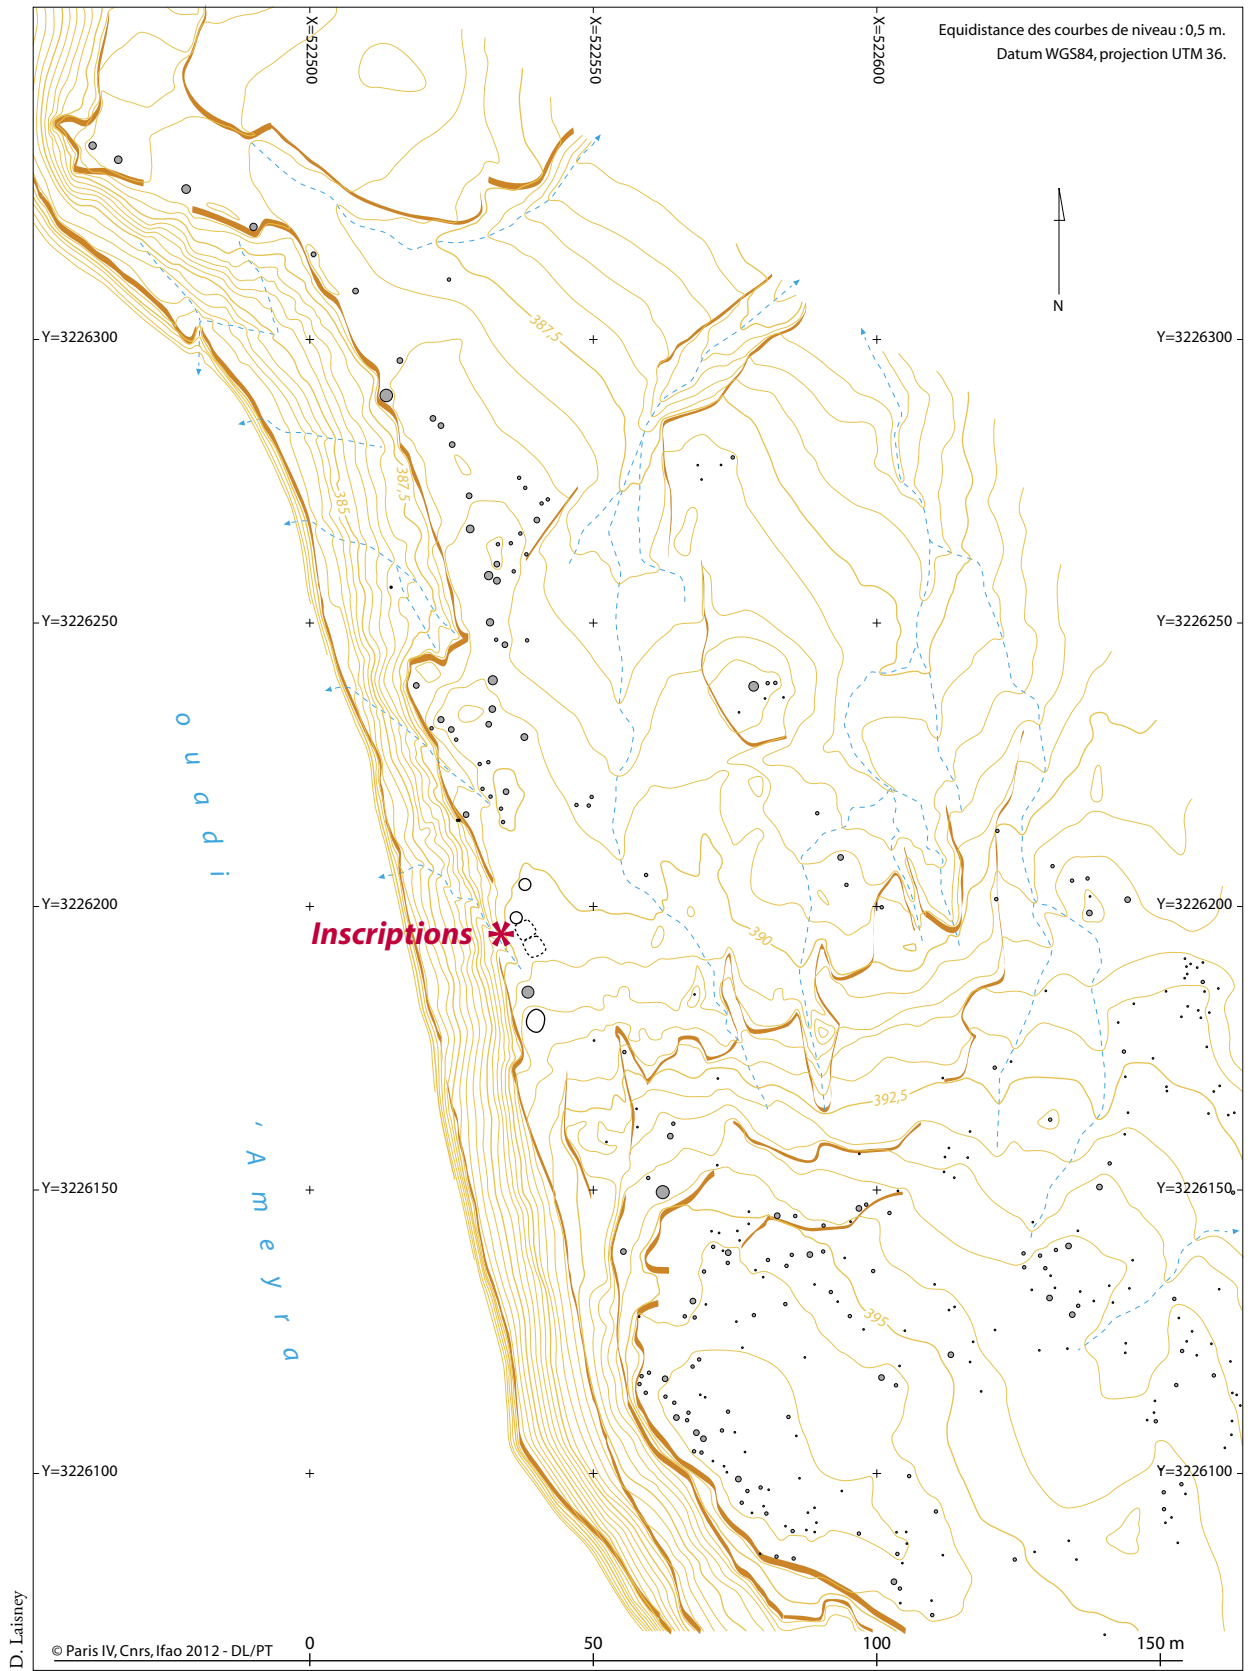 X=522500
X=522550
X=522600
Equidistance des courbes de niveau : 0,5 m.
Datum WGS84, projection UTM 36.
N
Y=3226300
Y=3226300
387,5
387,5
385
Y=3226250
Y=3226250
ouadi
Y=3226200
Y=3226200
Inscriptions
390
392,5
'Ameyra
Y=3226150
Y=3226150
395
Y=3226100
Y=3226100
D. Laisney
© Paris IV, Cnrs, Ifao 2012 - DL/PT
0
50
100
150 m